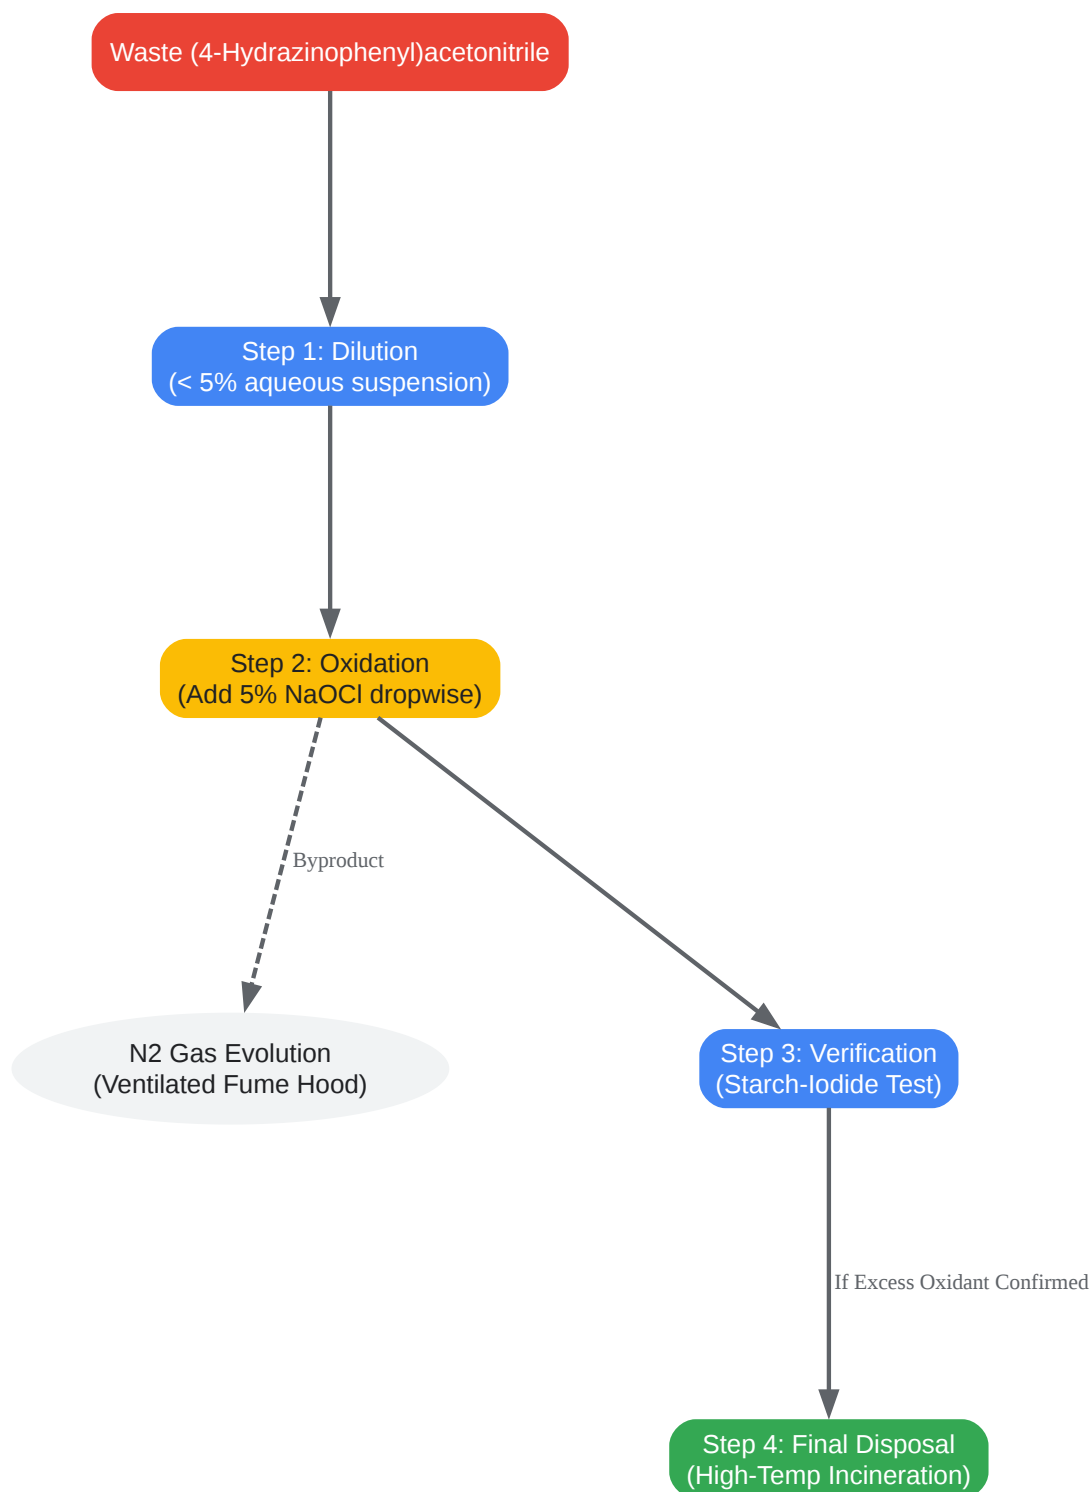 Waste (4-Hydrazinophenyl)acetonitrile
Step 1: Dilution
(< 5% aqueous suspension)
Step 2: Oxidation
(Add 5% NaOCl dropwise)
Byproduct
N2 Gas Evolution
(Ventilated Fume Hood)
Step 3: Verification
(Starch-Iodide Test)
If Excess Oxidant Confirmed
Step 4: Final Disposal
(High-Temp Incineration)